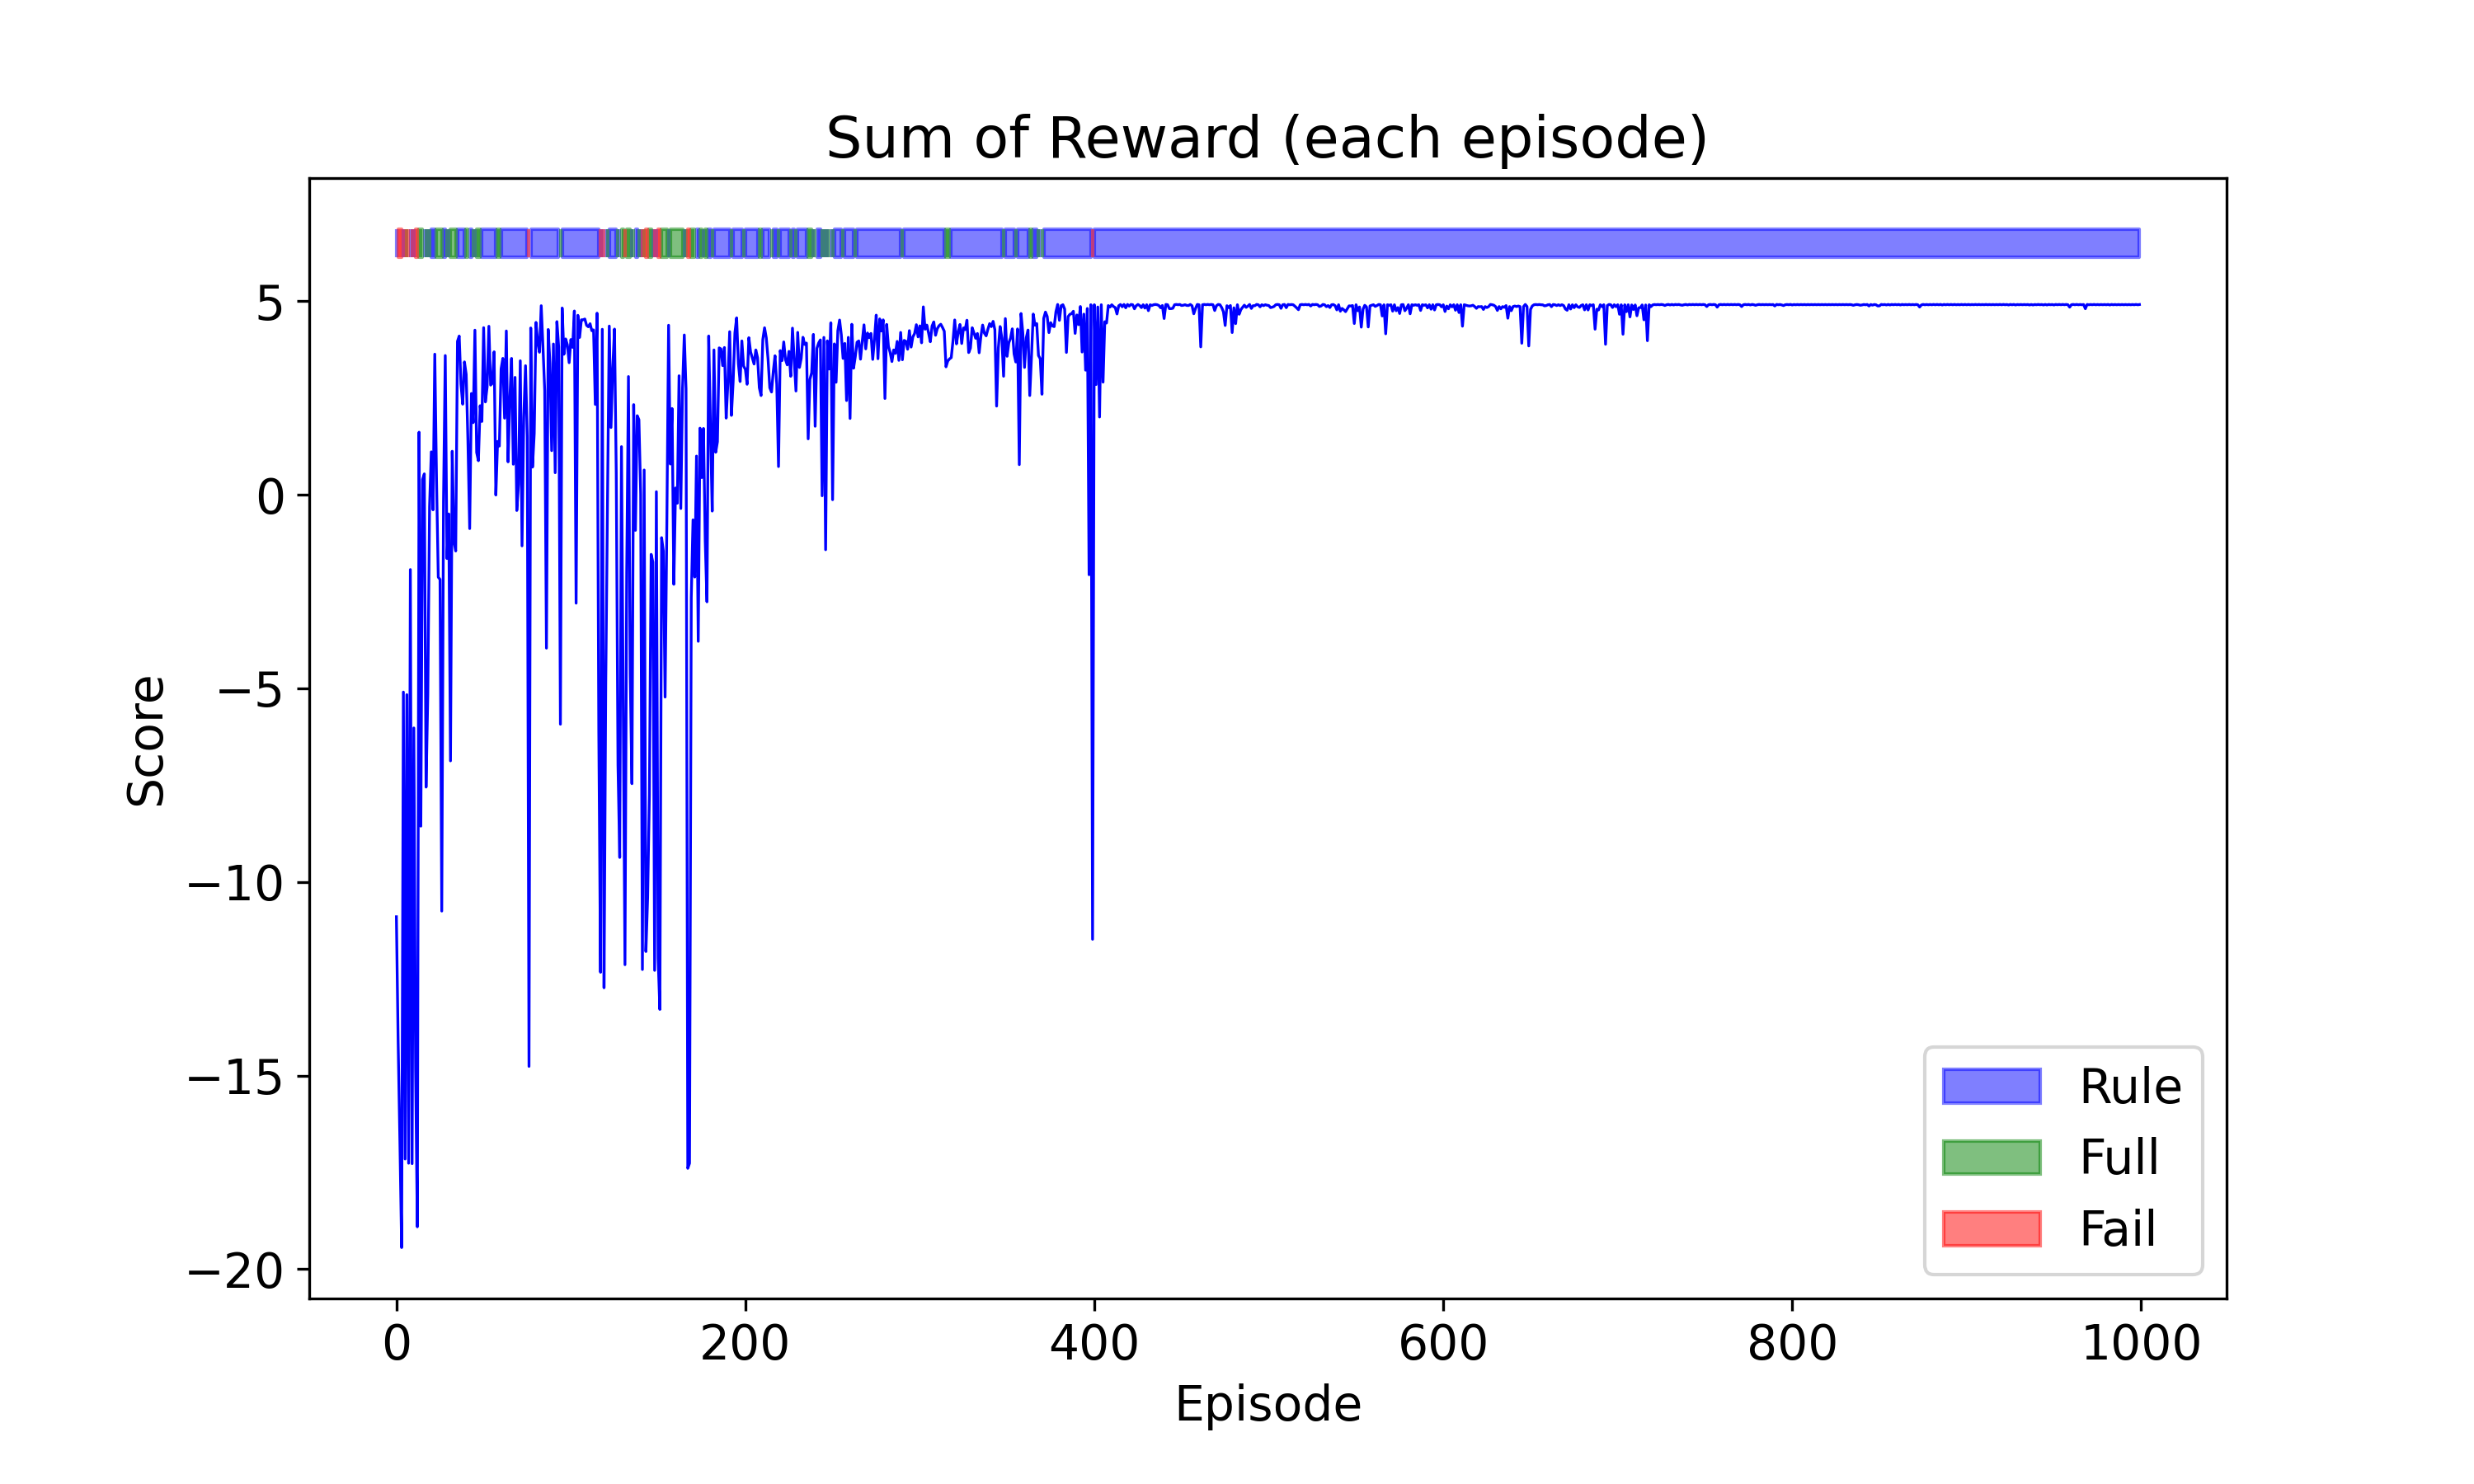 Sum of Reward (each episode)
5
0
−5
−10
−15
−20
Score
0 200 400 600 800 1000
Episode
Rule
Full
Fail